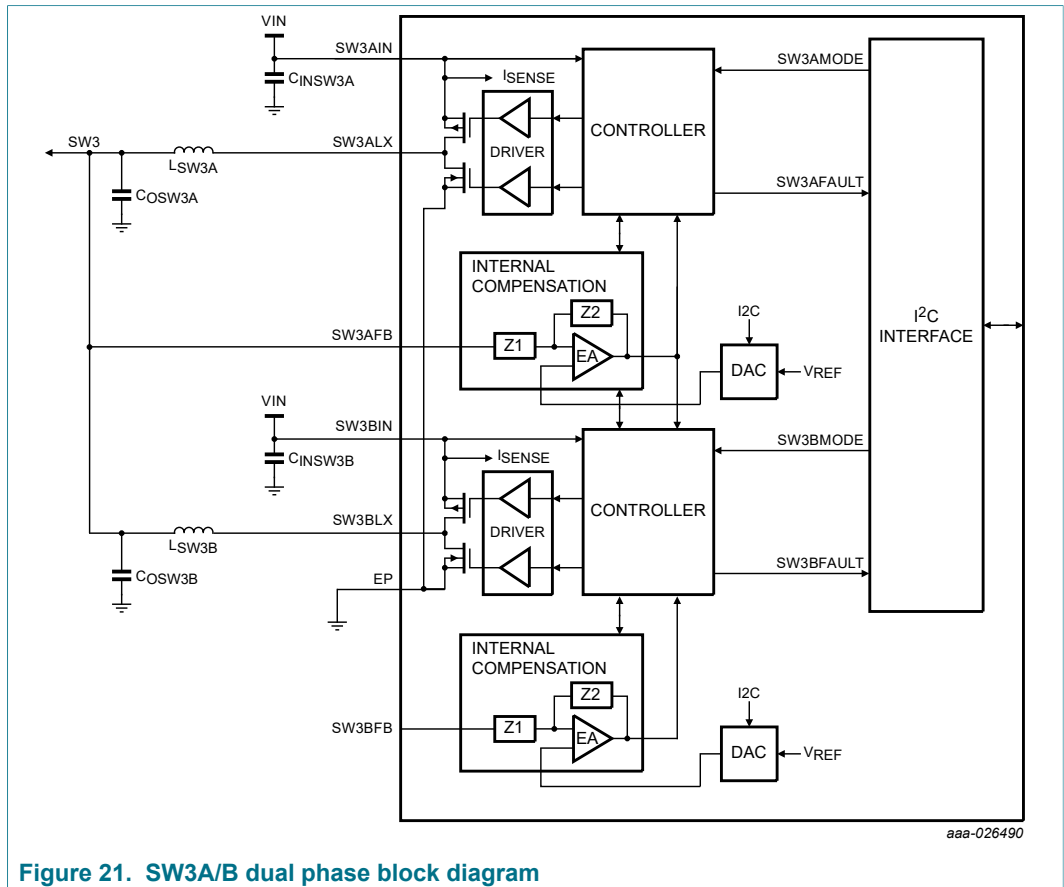 VIN
SW3AIN
CINSW3A
ISENSE
SW3AMODE
CONTROLLER
DRIVER
SW3
SW3ALX
LSW3A
COSW3A
SW3AFAULT
INTERNAL
COMPENSATION
Z2
I2C
I2C
INTERFACE
SW3AFB
Z1
EA
DAC
VREF
VIN
SW3BIN
CINSW3B
ISENSE
SW3BMODE
CONTROLLER
DRIVER
SW3BLX
LSW3B
COSW3B
SW3BFAULT
EP
INTERNAL
COMPENSATION
Z2
I2C
SW3BFB
Z1
EA
DAC
VREF
aaa-026490
Figure 21. SW3A/B dual phase block diagram